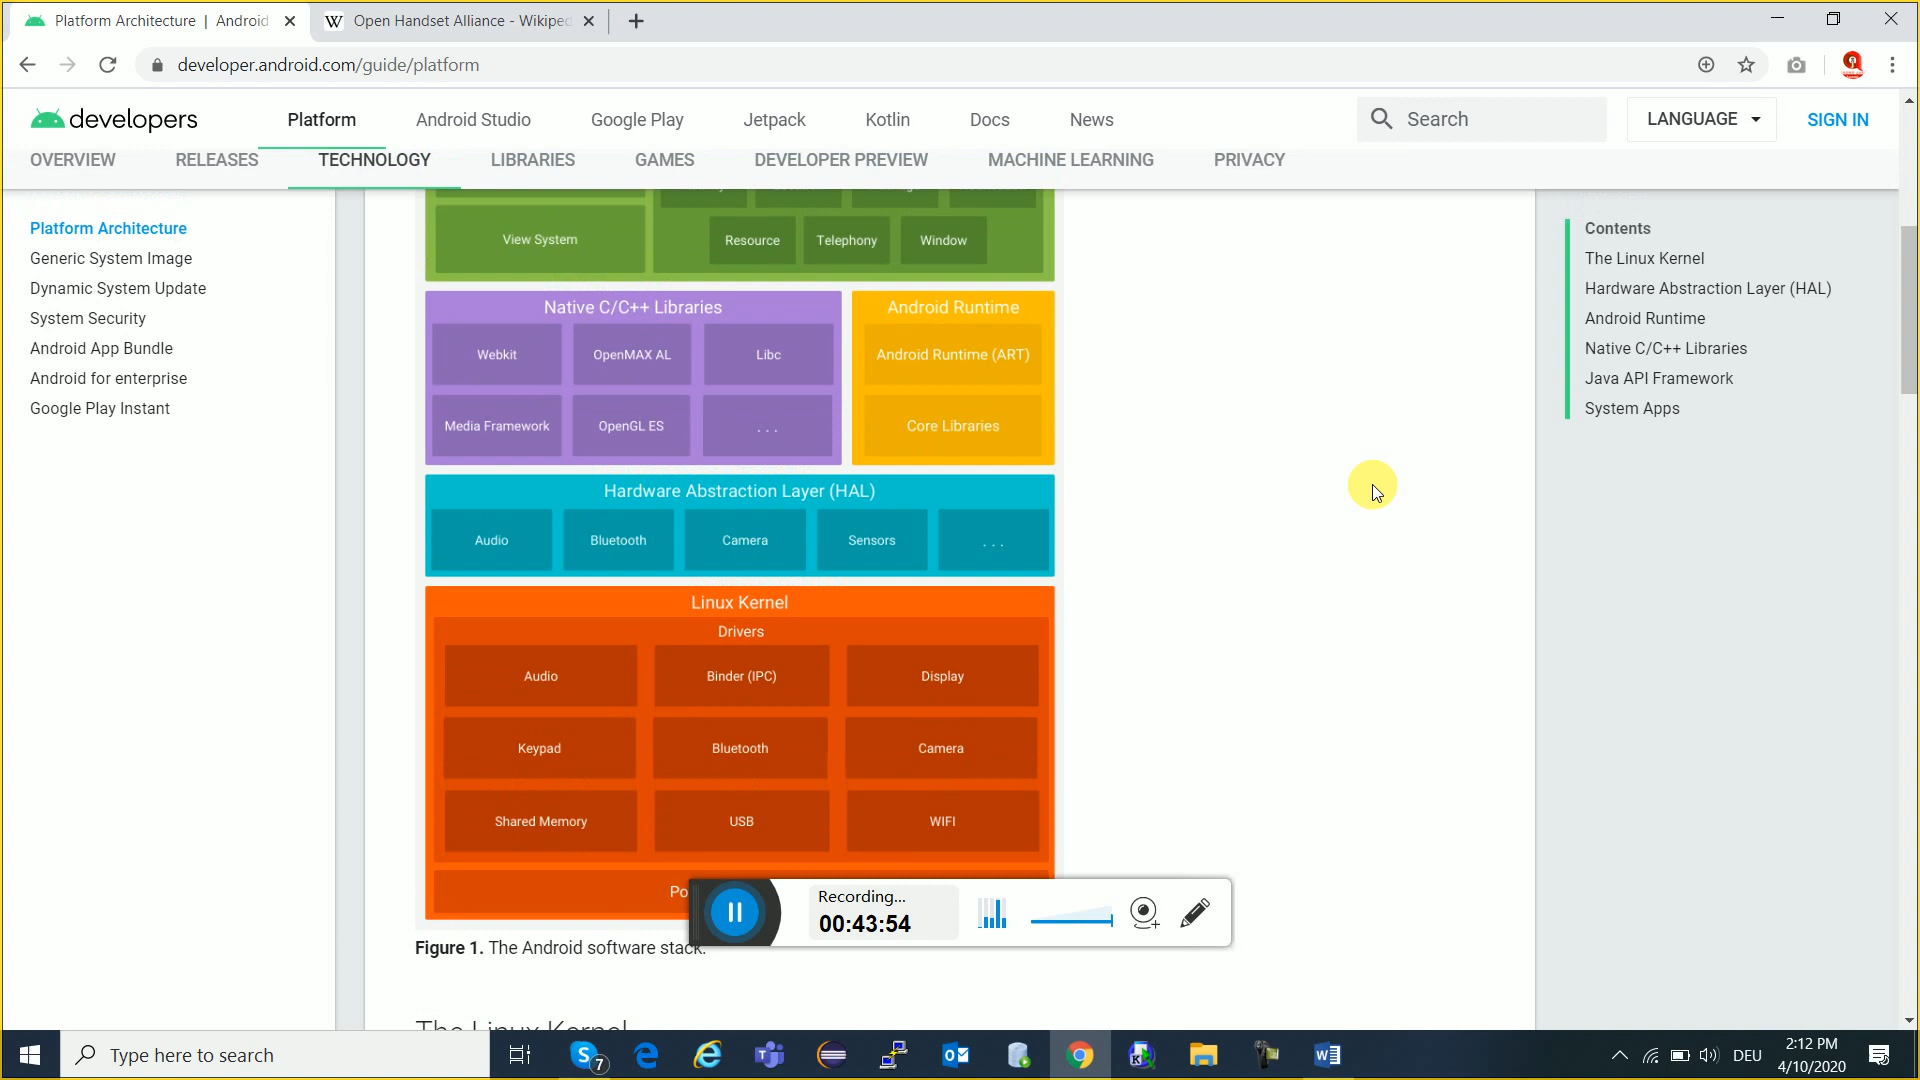 Platform Architecture | Android
Open Handset Alliance - Wikiped
developer.android.com/guide/platform
developers
Platform
Android Studio
Google Play
Jetpack
Kotlin
Docs
News
Search
LANGUAGE
SIGN IN
OVERVIEW
RELEASES
TECHNOLOGY
LIBRARIES
GAMES
DEVELOPER PREVIEW
MACHINE LEARNING
PRIVACY
Platform Architecture
Generic System Image
Dynamic System Update
System Security
Android App Bundle
Android for enterprise
Google Play Instant
View System
Resource
Telephony
Window
Native C/C++ Libraries
Webkit
OpenMAX AL
Libc
Media Framework
OpenGL ES
. . .
Android Runtime
Android Runtime (ART)
Core Libraries
Hardware Abstraction Layer (HAL)
Audio
Bluetooth
Camera
Sensors
. . .
Linux Kernel
Drivers
Audio
Binder (IPC)
Display
Keypad
Bluetooth
Camera
Shared Memory
USB
WIFI
Po
Figure 1. The Android software stack.
The Linux Kernel
Contents
The Linux Kernel
Hardware Abstraction Layer (HAL)
Android Runtime
Native C/C++ Libraries
Java API Framework
System Apps
Recording...
00:43:54
Type here to search
7
DEU
2:12 PM
4/10/2020